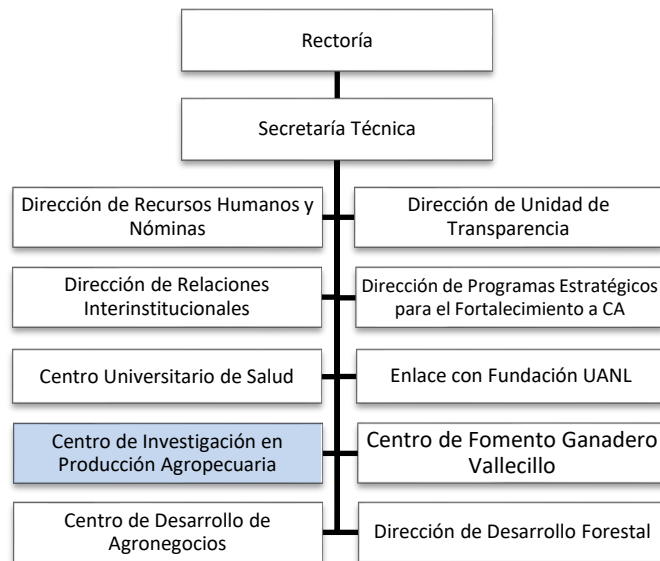 Rectoría
Secretaría Técnica
Dirección de Recursos Humanos y
Nóminas
Dirección de Unidad de
Transparencia
Dirección de Relaciones
Interinstitucionales
Dirección de Programas Estratégicos
para el Fortalecimiento a CA
Centro Universitario de Salud
Enlace con Fundación UANL
Centro de Investigación en
Producción Agropecuaria
Centro de Fomento Ganadero
Vallecillo
Centro de Desarrollo de
Agronegocios
Dirección de Desarrollo Forestal